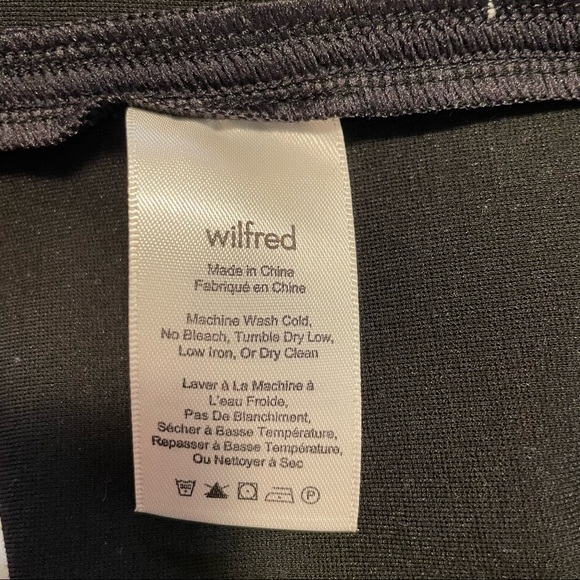 wilfred
Made in China
Fabriqué en Chine
Machine Wash Cold,
No Bleach, Tumble Dry Low,
Low Iron, Or Dry Clean
Laver à La Machine à
L'eau Froide,
Pas De Blanchiment,
Sécher à Basse Température,
Repasser à Basse Température,
Ou Nettoyer à Sec
30C P